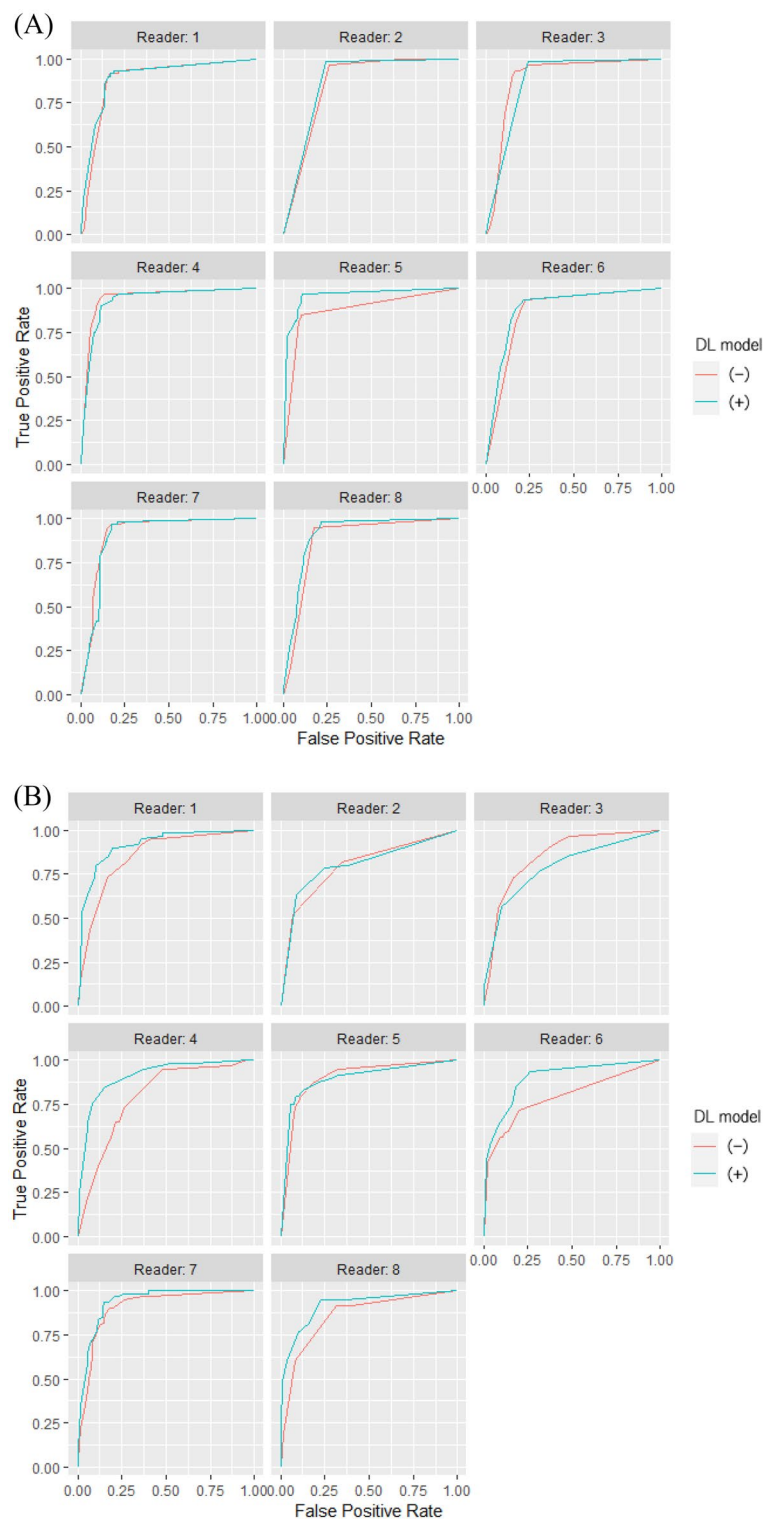 (A)
Reader: 1 Reader: 2 Reader: 3
1.00
0.75
0.50
0.25
0.00
Reader: 4 Reader: 5 Reader: 6
1.00
0.75
0.50
0.25
0.00
0.00 0.25 0.50 0.75 1.00
Reader: 7 Reader: 8
1.00
0.75
0.50
0.25
0.00
0.00 0.25 0.50 0.75 1.00 0.00 0.25 0.50 0.75 1.00
True Positive Rate
False Positive Rate
DL model
(−)
(+)
(B)
Reader: 1 Reader: 2 Reader: 3
1.00
0.75
0.50
0.25
0.00
Reader: 4 Reader: 5 Reader: 6
1.00
0.75
0.50
0.25
0.00
0.00 0.25 0.50 0.75 1.00
Reader: 7 Reader: 8
1.00
0.75
0.50
0.25
0.00
0.00 0.25 0.50 0.75 1.00 0.00 0.25 0.50 0.75 1.00
True Positive Rate
False Positive Rate
DL model
(−)
(+)